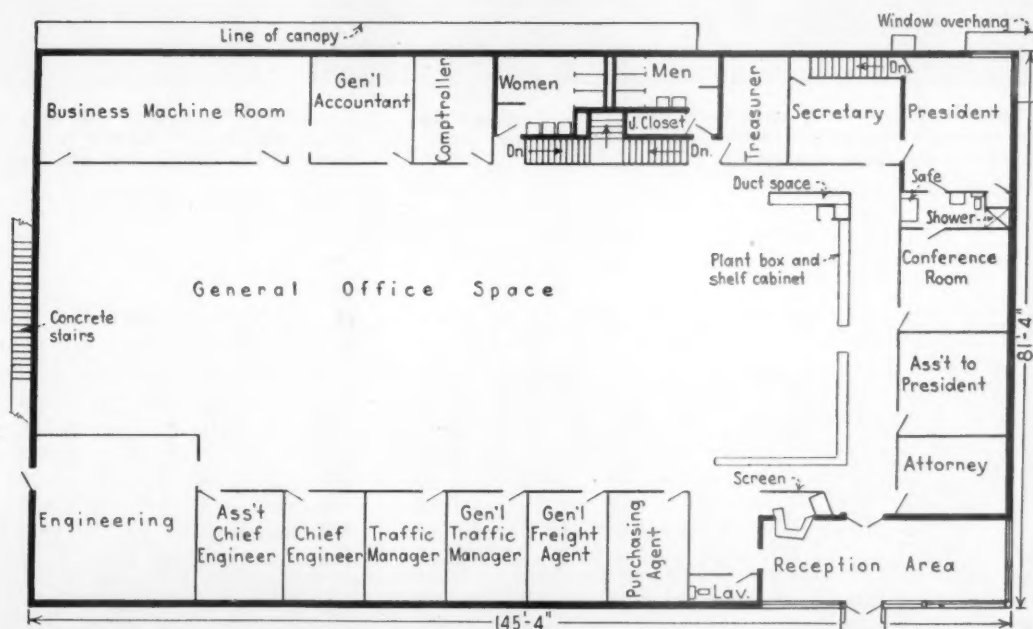 Window overhang
Line of canopy
Dn.
Business Machine Room
Gen'l
Accountant
Comptroller
Women
Men
J. Closet
Dn.
Dn.
Treasurer
Secretary
President
Duct space
Safe
Shower
Plant box and
shelf cabinet
Conference
Room
General Office Space
Concrete
stairs
81'-4"
Ass't to
President
Attorney
Screen
Engineering
Ass't
Chief
Engineer
Chief
Engineer
Traffic
Manager
Gen'l
Traffic
Manager
Gen'l
Freight
Agent
Purchasing
Agent
Lav.
Reception Area
145'-4"